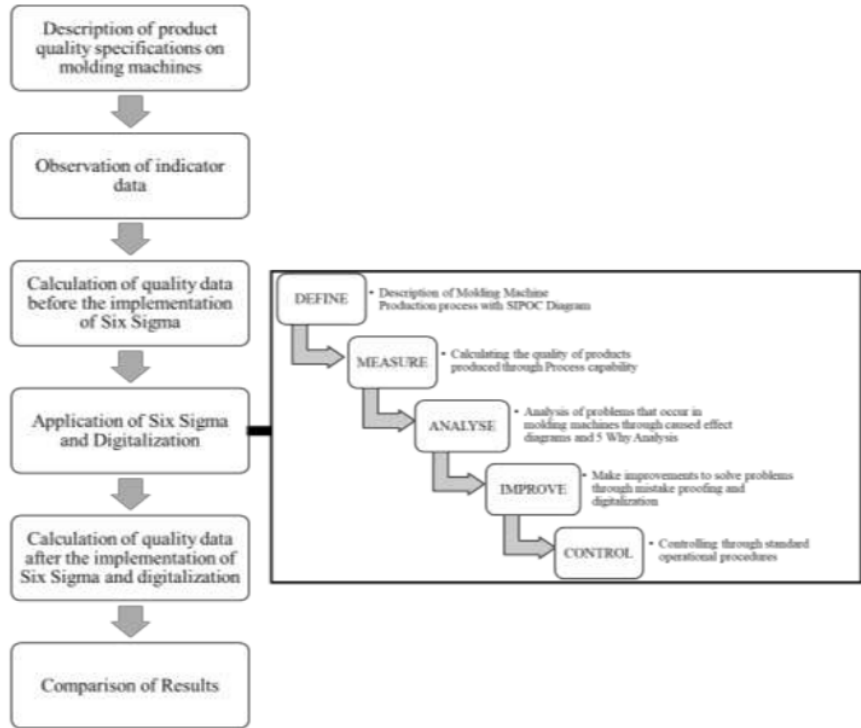 Description of product
quality specifications on
molding machines
Observation of indicator
data
Calculation of quality data
before the implementation
of Six Sigma
Application of Six Sigma
and Digitalization
Calculation of quality data
after the implementation of
Six Sigma and digitalization
Comparison of Results
DEFINE
• Description of Molding Machine
Production process with SIPOC Diagram
MEASURE
• Calculating the quality of products
produced through Process capability
ANALYSE
• Analysis of problems that occur in
molding machines through caused effect
diagrams and 5 Why Analysis
IMPROVE
• Make improvements to solve problems
through mistake proofing and
digitalization
CONTROL
• Controlling through standard
operational procedures